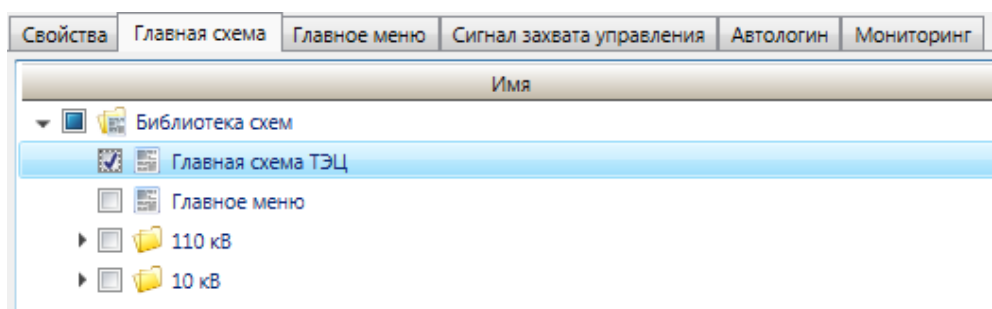 Свойства Главная схема Главное меню Сигнал захвата управления Автологин Мониторинг
Имя
Библиотека схем
Главная схема ТЭЦ
Главное меню
110 кВ
10 кВ